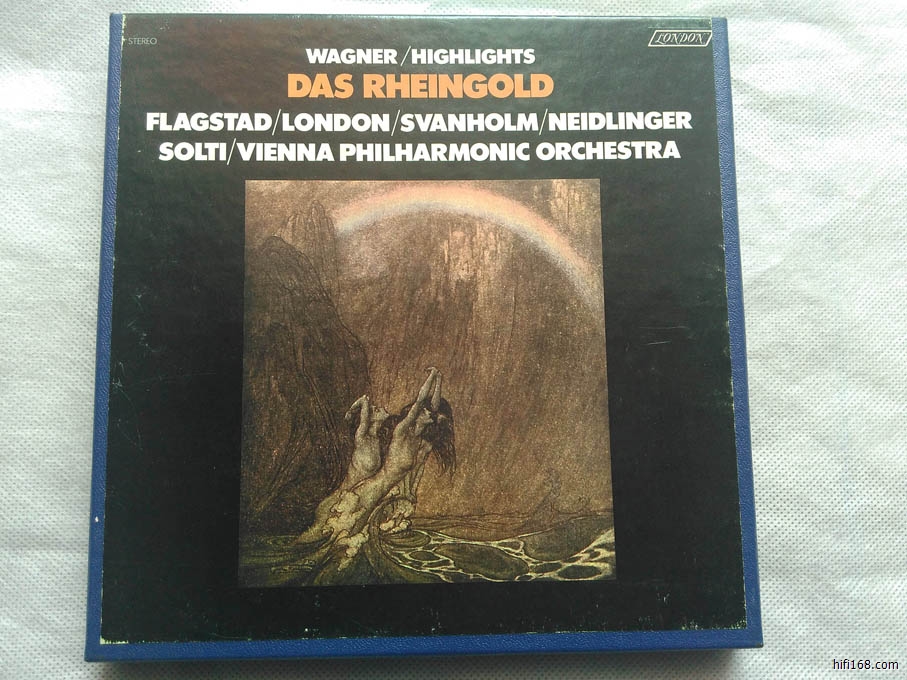 STEREO
LONDON
WAGNER/HIGHLIGHTS
DAS RHEINGOLD
FLAGSTAD/LONDON/SVANHOLM/NEIDLINGER
SOLTI/VIENNA PHILHARMONIC ORCHESTRA
hifi168.com